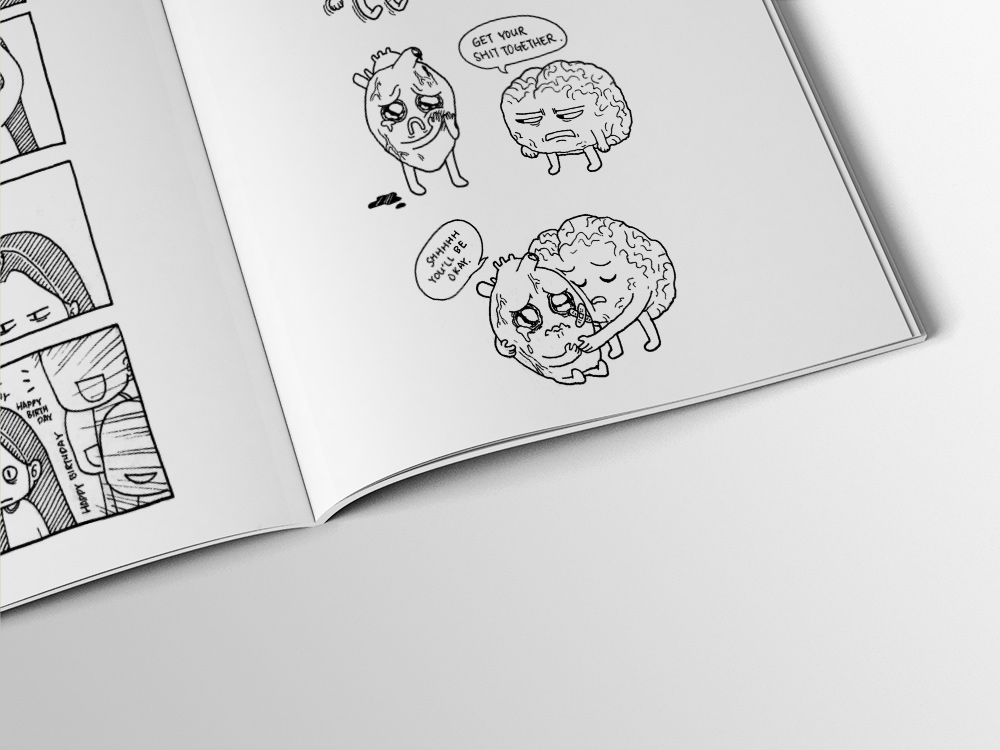 HAPPY
BIRTH
DAY
HAPPY BIRTHDAY
GET YOUR
SHIT TOGETHER.
SHHHHH
YOU'LL BE
OKAY.